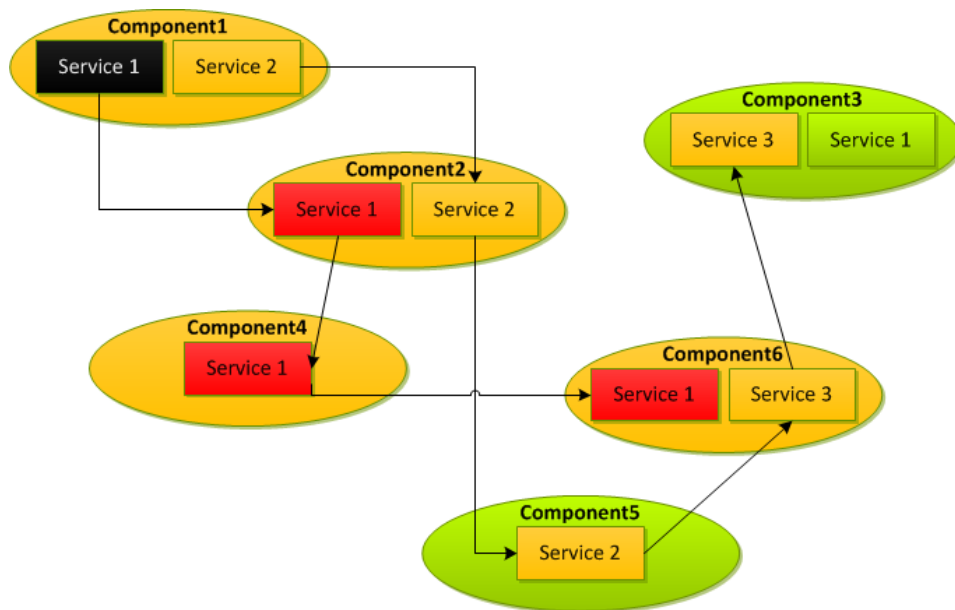 Component1
Service 1
Service 2
Component3
Service 3
Service 1
Component2
Service 1
Service 2
Component4
Service 1
Component6
Service 1
Service 3
Component5
Service 2